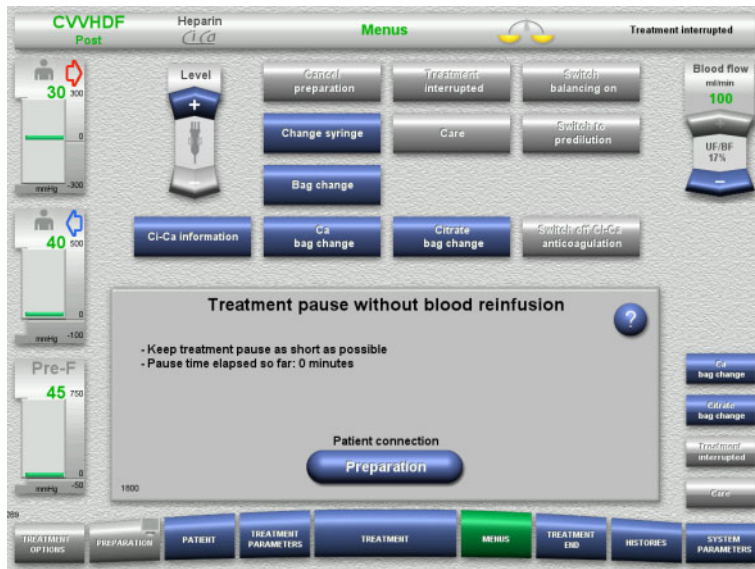 CVVHDF
Post
Heparin
CiCa
Menus
Treatment interrupted
30
300
0
mmHg
-300
Level
+
−
Cancel
preparation
Treatment
interrupted
Switch
balancing on
Blood flow
ml/min
100
+
UF/BF
17%
−
Change syringe
Care
Switch to
predilution
Bag change
40
500
0
mmHg
-100
Ci-Ca information
Ca
bag change
Citrate
bag change
Switch off Ci-Ca
anticoagulation
Treatment pause without blood reinfusion
?
- Keep treatment pause as short as possible
- Pause time elapsed so far: 0 minutes
Patient connection
Preparation
1800
Pre-F
45
750
0
mmHg
-50
Ca
bag change
Citrate
bag change
Treatment
interrupted
Care
TREATMENT
OPTIONS
PREPARATION
PATIENT
TREATMENT
PARAMETERS
TREATMENT
MENUS
TREATMENT
END
HISTORIES
SYSTEM
PARAMETERS